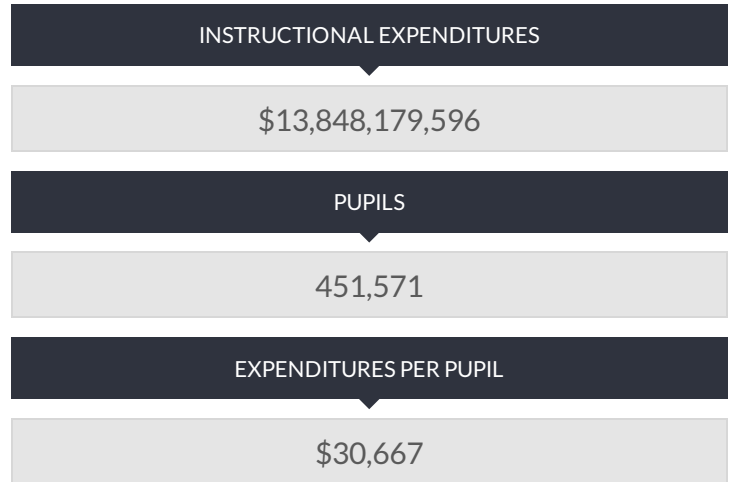 INSTRUCTIONAL EXPENDITURES
$13,848,179,596
PUPILS
451,571
EXPENDITURES PER PUPIL
$30,667